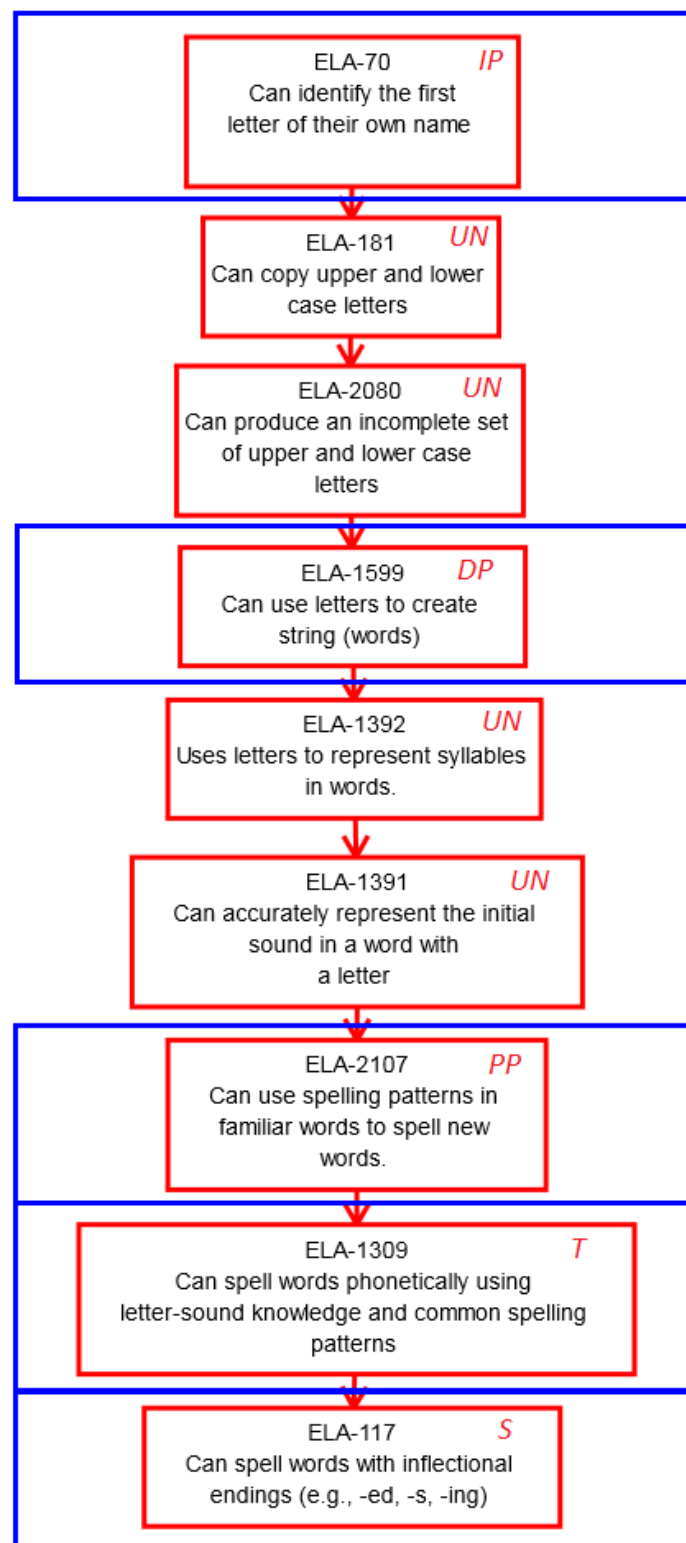 ELA-70 IP
Can identify the first
letter of their own name
ELA-181 UN
Can copy upper and lower
case letters
ELA-2080 UN
Can produce an incomplete set
of upper and lower case
letters
ELA-1599 DP
Can use letters to create
string (words)
ELA-1392 UN
Uses letters to represent syllables
in words.
ELA-1391 UN
Can accurately represent the initial
sound in a word with
a letter
ELA-2107 PP
Can use spelling patterns in
familiar words to spell new
words.
ELA-1309 T
Can spell words phonetically using
letter-sound knowledge and common spelling
patterns
ELA-117 S
Can spell words with inflectional
endings (e.g., -ed, -s, -ing)